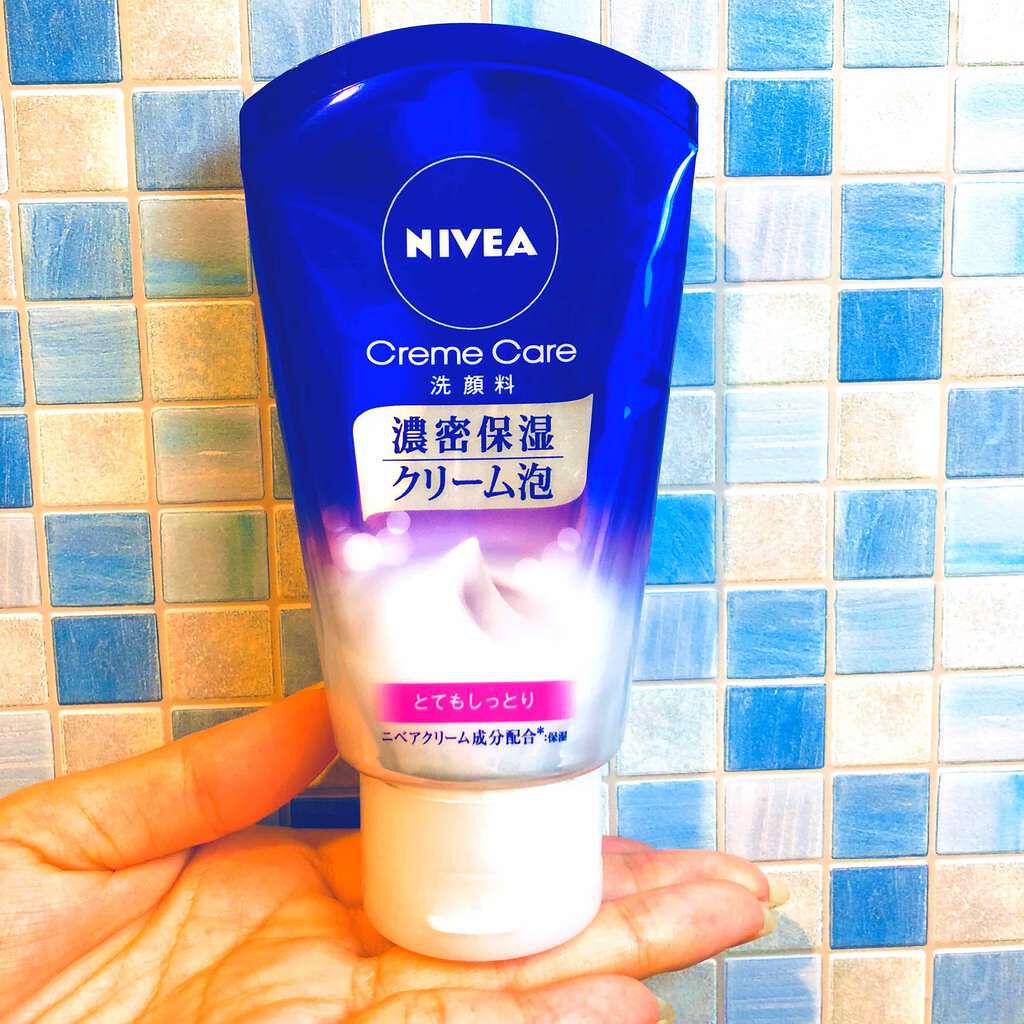 NIVEA
Creme Care
洗顔料
濃密保湿
クリーム泡
とてもしっとり
ニベアクリーム成分配合*:保湿